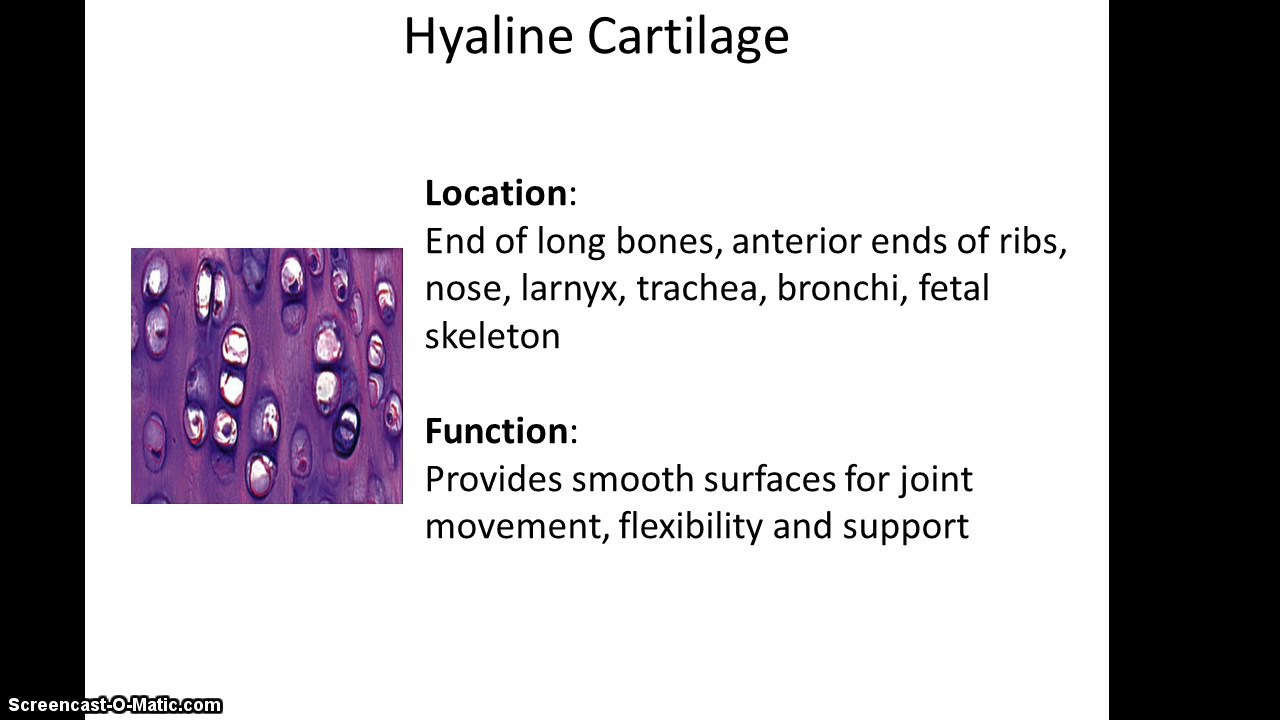 Hyaline Cartilage
Location:
End of long bones, anterior ends of ribs,
nose, larnyx, trachea, bronchi, fetal
skeleton
Function:
Provides smooth surfaces for joint
movement, flexibility and support
Screencast-O-Matic.com